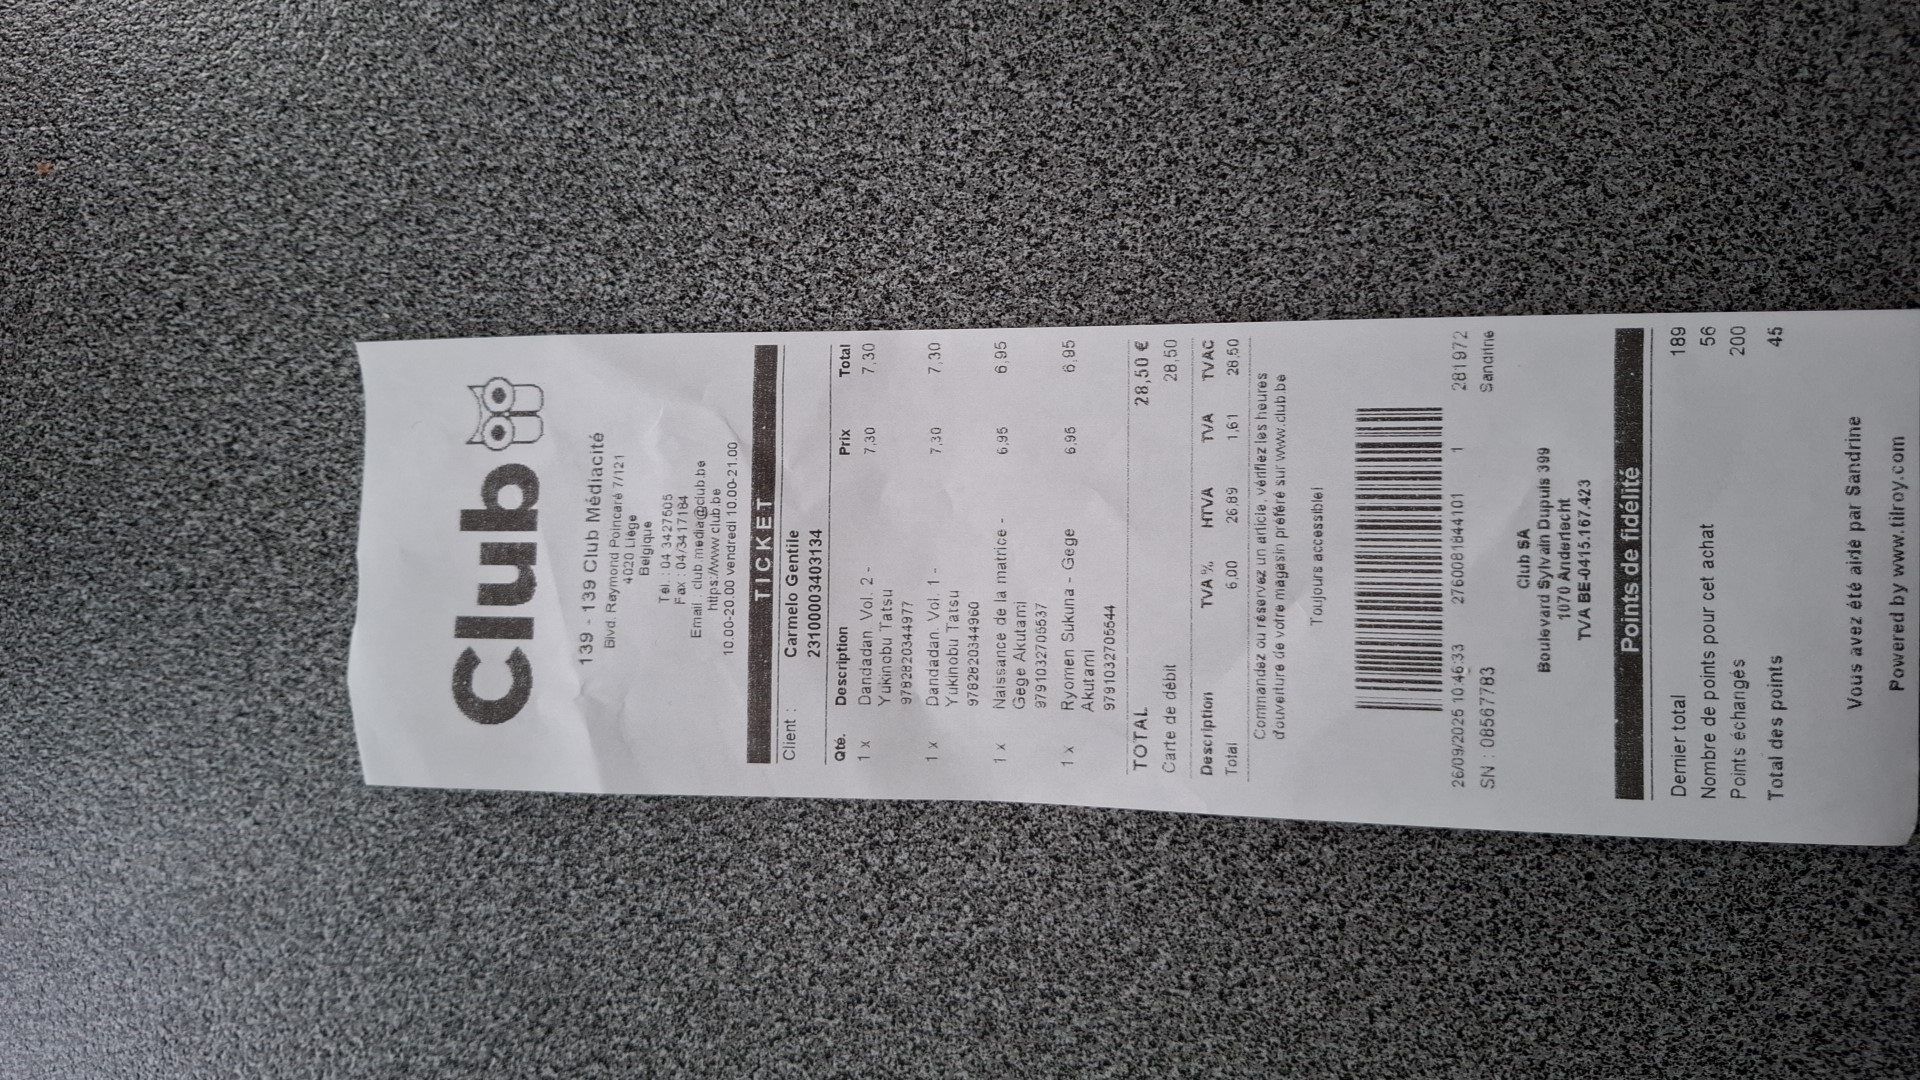 Club
139 - 139 Club Médiacité
Blvd. Raymond Poincaré 7/121
4020 Liège
Belgique
Tél. : 04 3427505
Fax : 04/3417184
Email : club.media@club.be
https://www.club.be
10.00-20.00 vendredi 10.00-21.00
TICKET
Client : Carmelo Gentile
23100003403134
Qté. Description Prix Total
1 x Dandadan. Vol. 2 - 7,30 7,30
Yukinobu Tatsu
9782820344977
1 x Dandadan. Vol. 1 - 7,30 7,30
Yukinobu Tatsu
9782820344960
1 x Naissance de la matrice - 6,95 6,95
Gege Akutami
9791032705537
1 x Ryomen Sukuna - Gege 6,95 6,95
Akutami
9791032705544
TOTAL 28,50 €
Carte de débit 28,50
Description TVA % HTVA TVA TVAC
Total 6,00 26,89 1,61 28,50
Commandez ou réservez un article, vérifiez les heures
d'ouverture de votre magasin préféré sur www.club.be
Toujours accessible!
26/09/2025 10:46:33 2760081644101 1 281972
SN : 08567783 Sandrine
Club SA
Boulevard Sylvain Dupuis 399
1070 Anderlecht
TVA BE-0415.167.423
Points de fidélité
Dernier total 189
Nombre de points pour cet achat 56
Points échangés 200
Total des points 45
Vous avez été aidé par Sandrine
Powered by www.tilroy.com